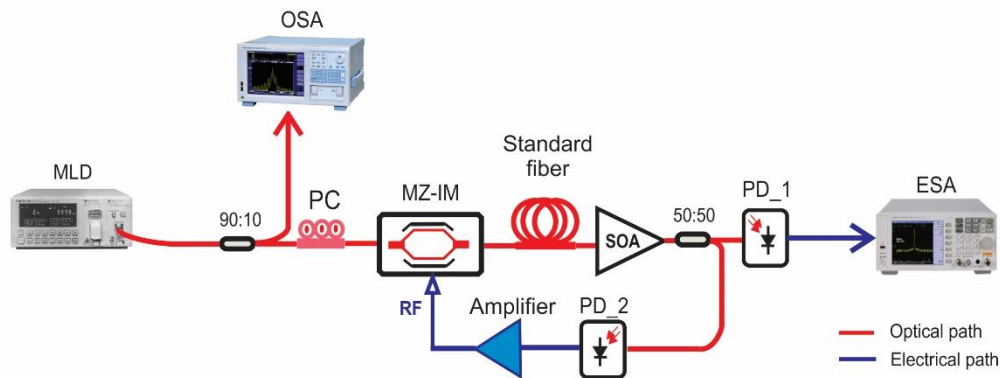 OSA
MLD
90:10
PC
MZ-IM
Standard
fiber
SOA
50:50
PD_1
ESA
RF
Amplifier
PD_2
Optical path
Electrical path